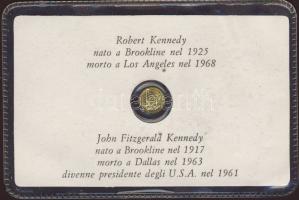 Robert Kennedy
nato a Brookline nel 1925
morto a Los Angeles nel 1968
John Fitzgerald Kennedy
nato a Brookline nel 1917
morto a Dallas nel 1963
divenne presidente degli U.S.A. nel 1961